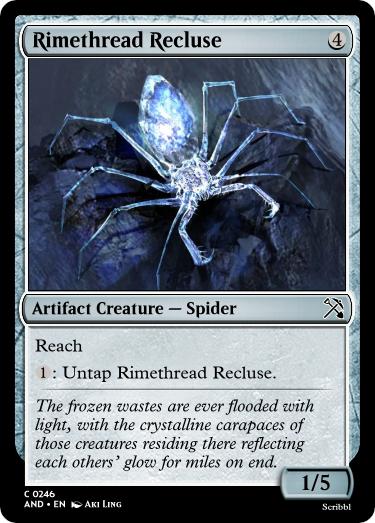 Rimethread Recluse 4
Artifact Creature — Spider
Reach
1: Untap Rimethread Recluse.
The frozen wastes are ever flooded with
light, with the crystalline carapaces of
those creatures residing there reflecting
each others' glow for miles on end.
1/5
C 0246
AND • EN Aki Ling
Scribbl